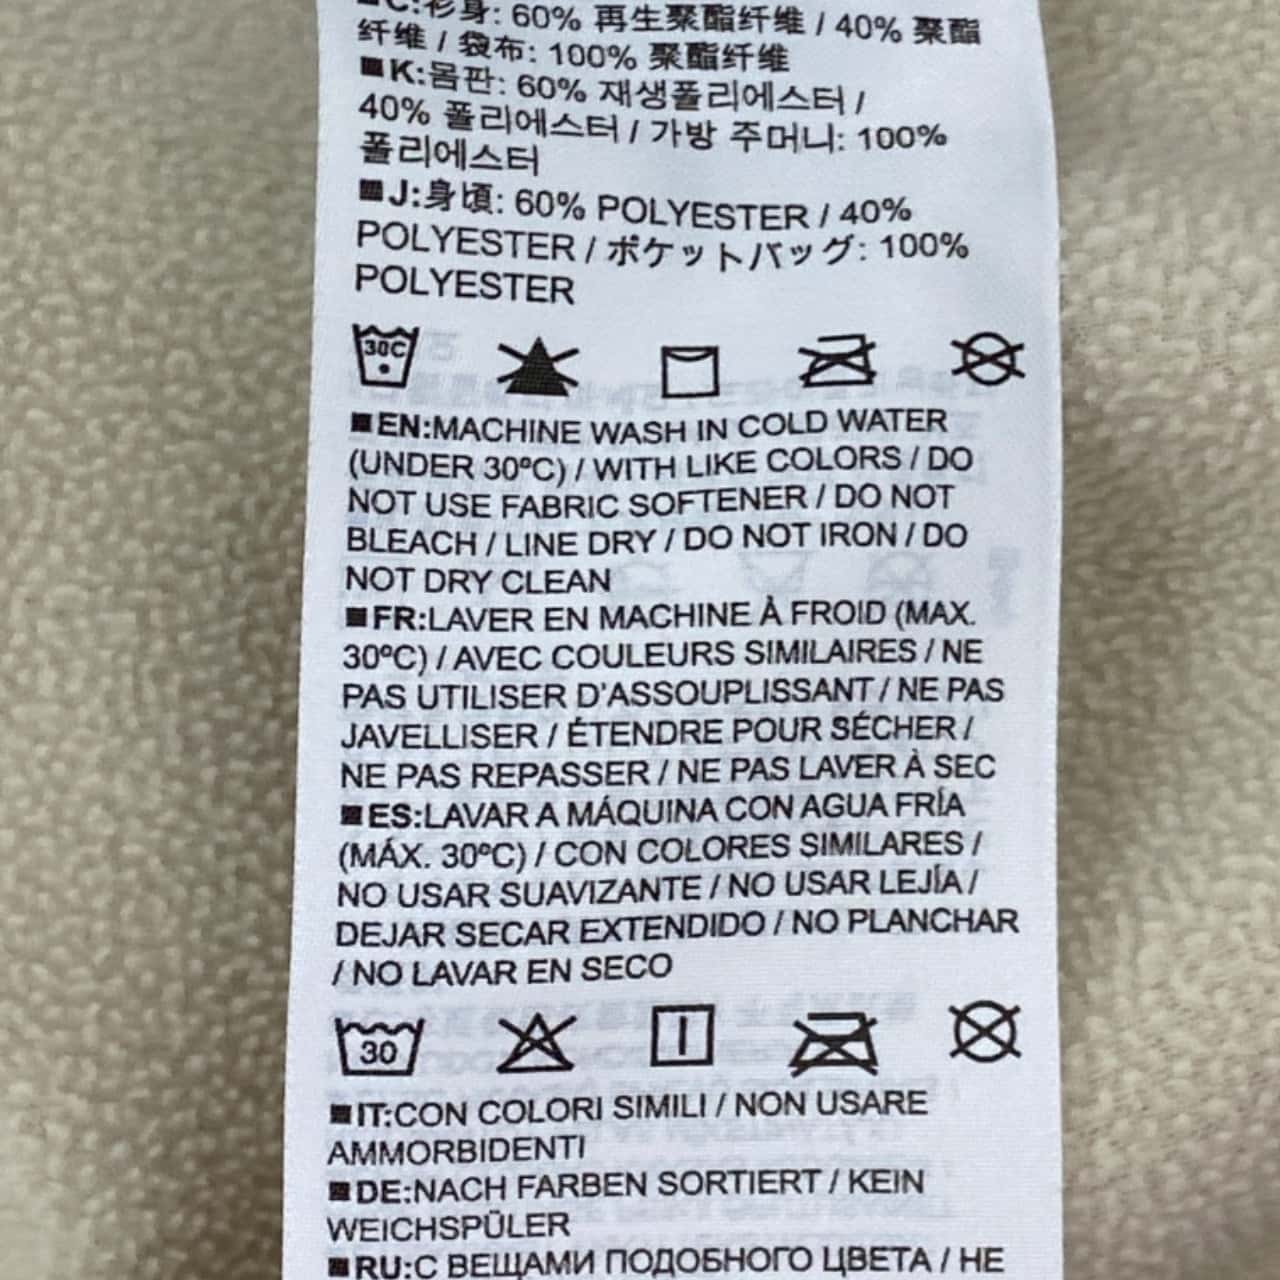 ■C:衫身: 60% 再生聚酯纤维 / 40% 聚酯
纤维 / 袋布: 100% 聚酯纤维
■K:몸판: 60% 재생폴리에스터 /
40% 폴리에스터 / 가방 주머니: 100%
폴리에스터
■J:身頃: 60% POLYESTER / 40%
POLYESTER / ポケットバッグ: 100%
POLYESTER
30C
■EN:MACHINE WASH IN COLD WATER
(UNDER 30ºC) / WITH LIKE COLORS / DO
NOT USE FABRIC SOFTENER / DO NOT
BLEACH / LINE DRY / DO NOT IRON / DO
NOT DRY CLEAN
■FR:LAVER EN MACHINE À FROID (MAX.
30ºC) / AVEC COULEURS SIMILAIRES / NE
PAS UTILISER D'ASSOUPLISSANT / NE PAS
JAVELLISER / ÉTENDRE POUR SÉCHER /
NE PAS REPASSER / NE PAS LAVER À SEC
■ES:LAVAR A MÁQUINA CON AGUA FRÍA
(MÁX. 30ºC) / CON COLORES SIMILARES /
NO USAR SUAVIZANTE / NO USAR LEJÍA /
DEJAR SECAR EXTENDIDO / NO PLANCHAR
/ NO LAVAR EN SECO
30
■IT:CON COLORI SIMILI / NON USARE
AMMORBIDENTI
■DE:NACH FARBEN SORTIERT / KEIN
WEICHSPÜLER
■RU:С ВЕЩАМИ ПОДОБНОГО ЦВЕТА / НЕ